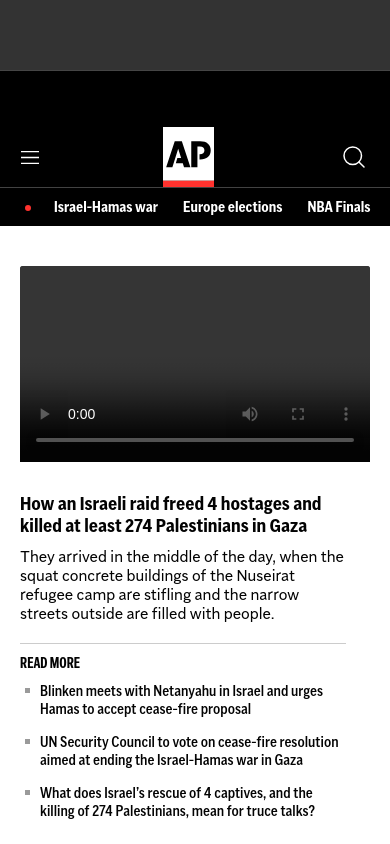 AP
Israel-Hamas war Europe elections NBA Finals
0:00
How an Israeli raid freed 4 hostages and
killed at least 274 Palestinians in Gaza
They arrived in the middle of the day, when the
squat concrete buildings of the Nuseirat
refugee camp are stifling and the narrow
streets outside are filled with people.
READ MORE
Blinken meets with Netanyahu in Israel and urges
Hamas to accept cease-fire proposal
UN Security Council to vote on cease-fire resolution
aimed at ending the Israel-Hamas war in Gaza
What does Israel’s rescue of 4 captives, and the
killing of 274 Palestinians, mean for truce talks?